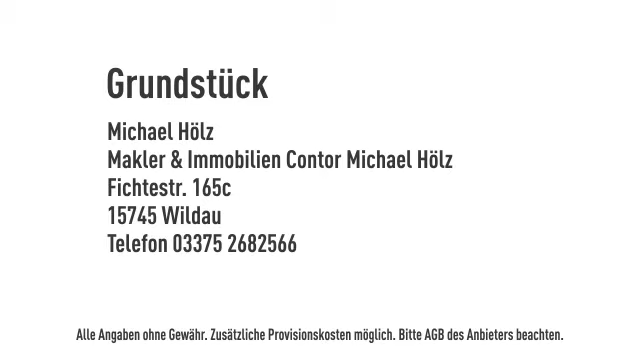 Grundstück
Michael Hölz
Makler & Immobilien Contor Michael Hölz
Fichtestr. 165c
15745 Wildau
Telefon 03375 2682566
Alle Angaben ohne Gewähr. Zusätzliche Provisionskosten möglich. Bitte AGB des Anbieters beachten.